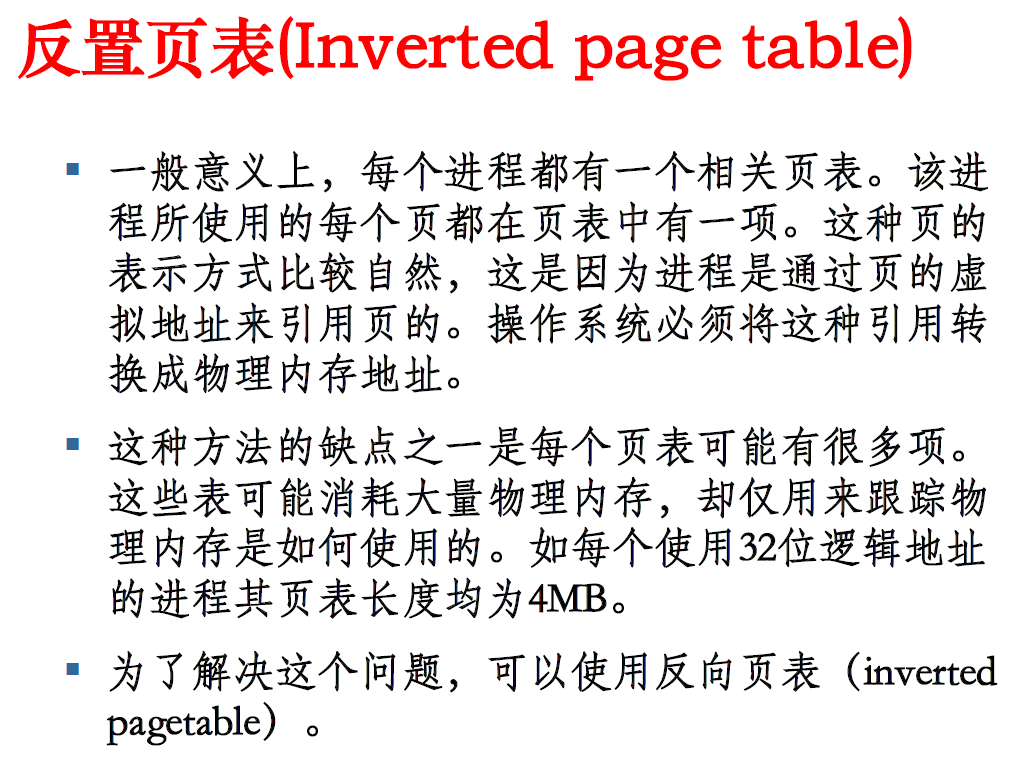 反置页表(Inverted page table)
一般意义上，每个进程都有一个相关页表。该进
程所使用的每个页都在页表中有一项。这种页的
表示方式比较自然，这是因为进程是通过页的虚
拟地址来引用页的。操作系统必须将这种引用转
换成物理内存地址。
这种方法的缺点之一是每个页表可能有很多项。
这些表可能消耗大量物理内存，却仅用来跟踪物
理内存是如何使用的。如每个使用32位逻辑地址
的进程其页表长度均为4MB。
为了解决这个问题，可以使用反向页表（inverted
pagetable）。